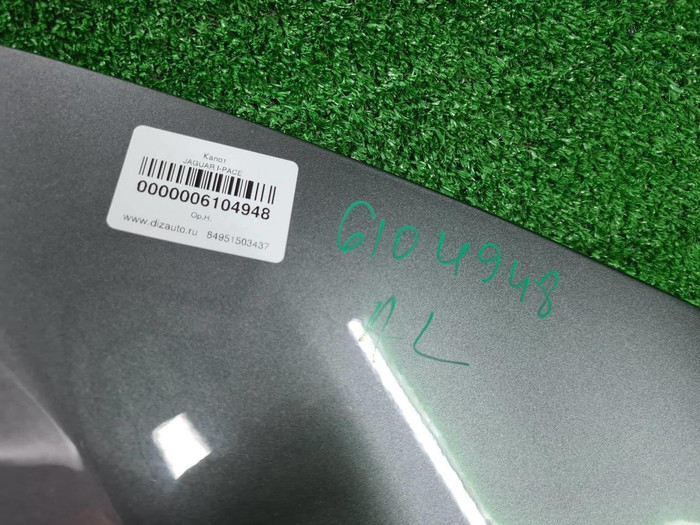 Капот
JAGUAR I-PACE
0000006104948
Ор.Н.
www.dizauto.ru 84951503437
6104948
AL